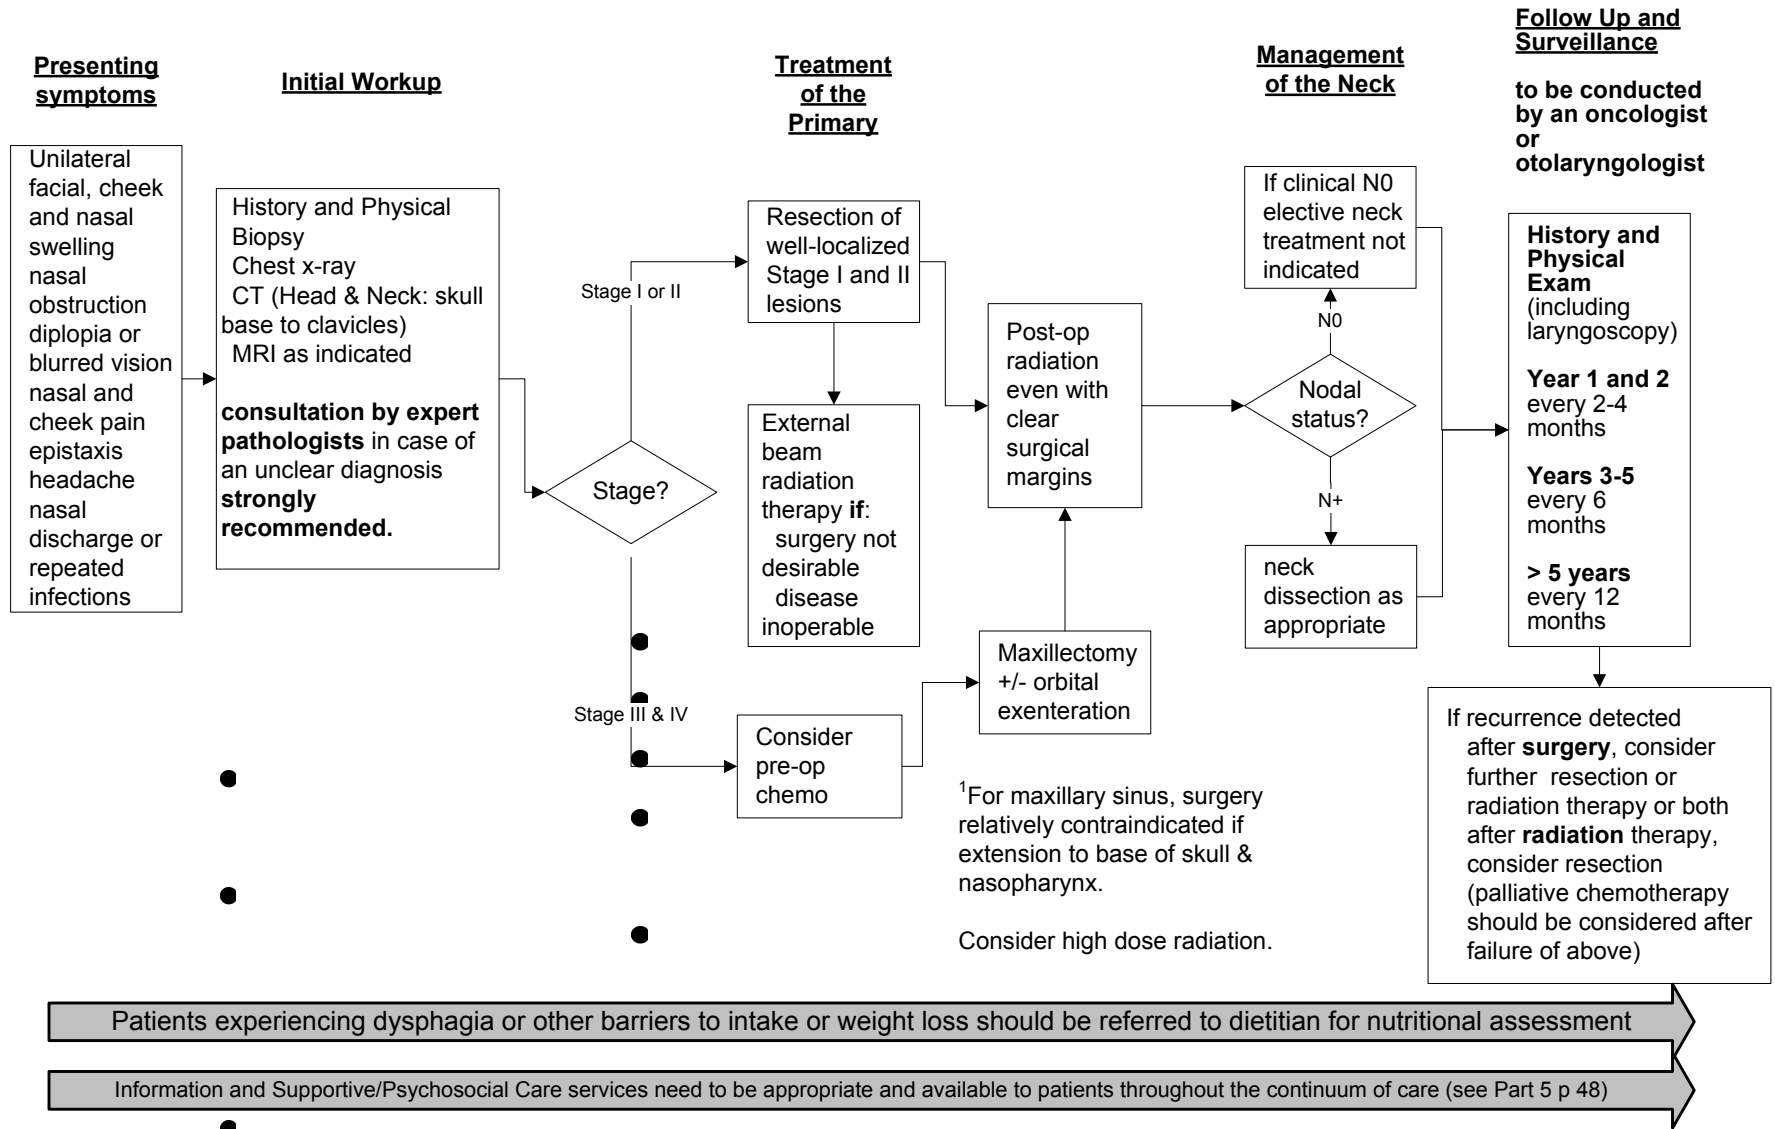 Presenting
symptoms
Unilateral
facial, cheek
and nasal
swelling
nasal
obstruction
diplopia or
blurred vision
nasal and
cheek pain
epistaxis
headache
nasal
discharge or
repeated
infections
Initial Workup
History and Physical
Biopsy
Chest x-ray
CT (Head & Neck: skull
base to clavicles)
MRI as indicated
consultation by expert
pathologists in case of
an unclear diagnosis
strongly
recommended.
Stage?
Stage I or II
Stage III & IV
Treatment
of the
Primary
Resection of
well-localized
Stage I and II
lesions
External
beam
radiation
therapy if:
surgery not
desirable
disease
inoperable
Consider
pre-op
chemo
Post-op
radiation
even with
clear
surgical
margins
Maxillectomy
+/- orbital
exenteration
1For maxillary sinus, surgery
relatively contraindicated if
extension to base of skull &
nasopharynx.
Consider high dose radiation.
Management
of the Neck
If clinical N0
elective neck
treatment not
indicated
N0
Nodal
status?
N+
neck
dissection as
appropriate
Follow Up and
Surveillance
to be conducted
by an oncologist
or
otolaryngologist
History and
Physical
Exam
(including
laryngoscopy)
Year 1 and 2
every 2-4
months
Years 3-5
every 6
months
> 5 years
every 12
months
If recurrence detected
after surgery, consider
further resection or
radiation therapy or both
after radiation therapy,
consider resection
(palliative chemotherapy
should be considered after
failure of above)
Patients experiencing dysphagia or other barriers to intake or weight loss should be referred to dietitian for nutritional assessment
Information and Supportive/Psychosocial Care services need to be appropriate and available to patients throughout the continuum of care (see Part 5 p 48)